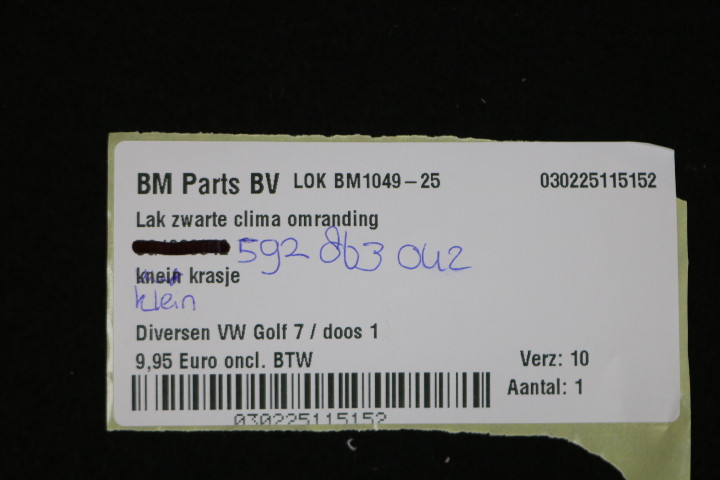 BM Parts BV LOK BM1049-25 030225115152
Lak zwarte clima omranding
592 863 042
krasje
klein
Diversen VW Golf 7 / doos 1
9,95 Euro oncl. BTW Verz: 10
Aantal: 1
030225115152